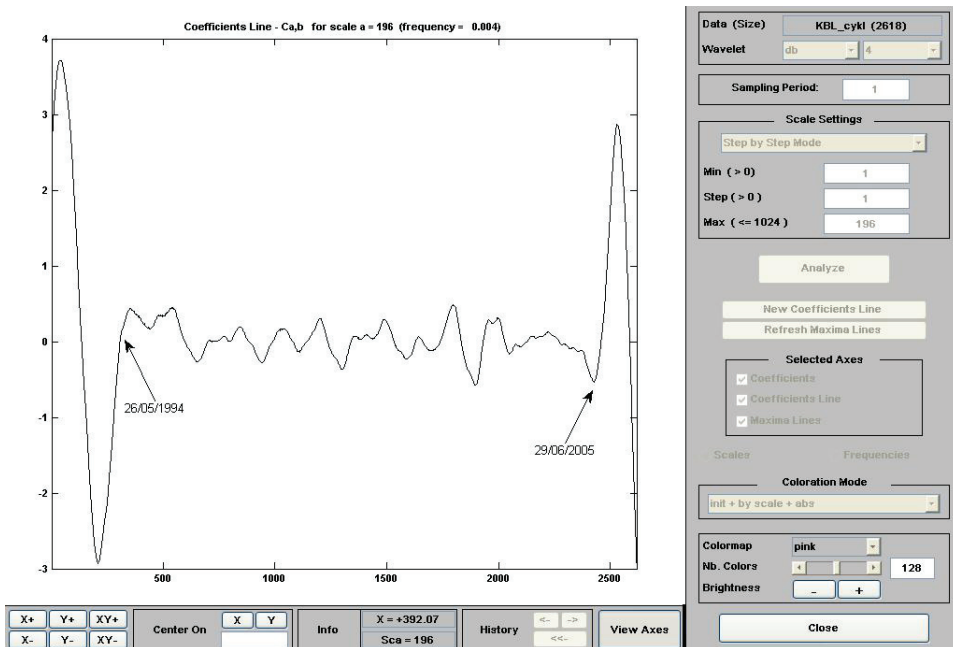 Coefficients Line - Ca,b for scale a = 196 (frequency = 0.004)
4
3
2
1
0
-1
-2
-3
500
1000
1500
2000
2500
26/05/1994
29/06/2005
Data (Size)
KBL_cykl (2618)
Wavelet
db
4
Sampling Period:
1
Scale Settings
Step by Step Mode
Min ( > 0)
1
Step ( > 0 )
1
Max ( <= 1024 )
196
Analyze
New Coefficients Line
Refresh Maxima Lines
Selected Axes
Coefficients
Coefficients Line
Maxima Lines
Scales
Frequencies
Coloration Mode
init + by scale + abs
Colormap
pink
Nb. Colors
128
Brightness
-
+
Close
X+
Y+
XY+
X-
Y-
XY-
Center On
X
Y
Info
X = +392.07
Sca = 196
History
<-
->
<<-
View Axes